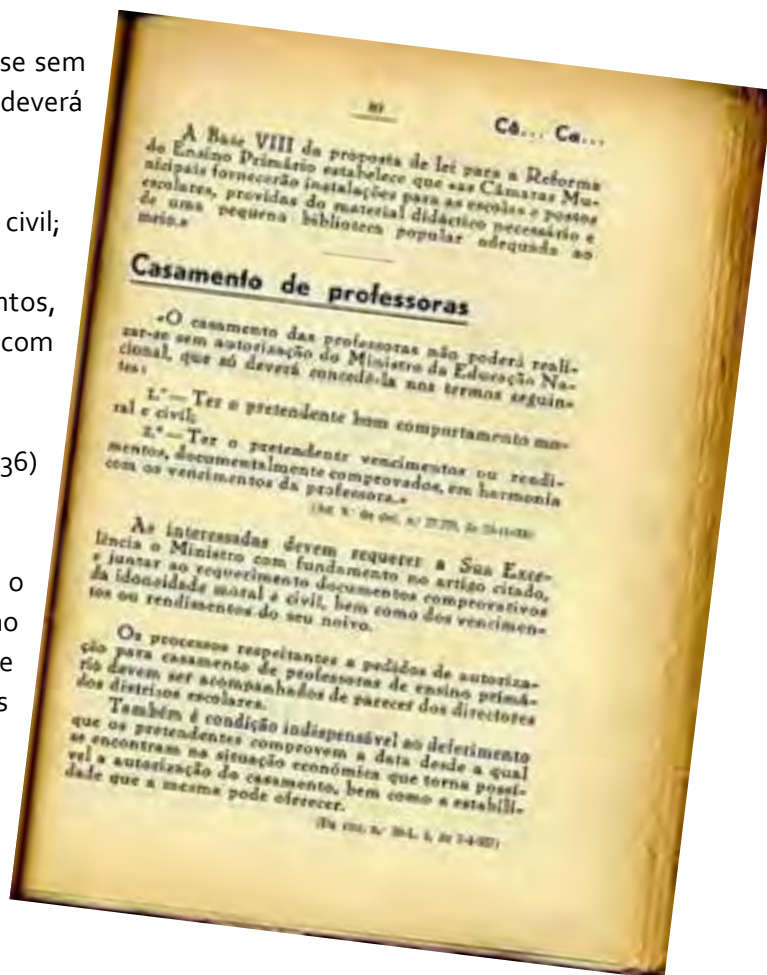 se sem
deverá
civil;
ntos,
com
36)
o
no
e
s
80
Câ... Ca...
A Base VIII da proposta de lei para a Reforma
do Ensino Primário estabelece que «as Câmaras Mu-
nicipais fornecerão instalações para as escolas e postos
escolares, providas do material didáctico necessário e
de uma pequena biblioteca popular adequada ao
meio.»
Casamento de professoras
«O casamento das professoras não poderá reali-
zar-se sem autorização do Ministro da Educação Na-
cional, que só deverá concedê-la nos termos seguin-
tes:
1.º — Ter o pretendente bom comportamento mo-
ral e civil;
2.º — Ter o pretendente vencimentos ou rendi-
mentos, documentalmente comprovados, em harmonia
com os vencimentos da professora.»
As interessadas devem requerer a Sua Exce-
lência o Ministro com fundamento no artigo citado,
e juntar ao requerimento documentos comprovativos
da idoneidade moral e civil, bem como dos vencimen-
tos ou rendimentos do seu noivo.
Os processos respeitantes a pedidos de autoriza-
ção para casamento de professoras de ensino primá-
rio devem ser acompanhados de parecer dos directores
dos distritos escolares.
Também é condição indispensável ao deferimento
que os pretendentes comprovem a data desde a qual
se encontram na situação económica que torna possí-
vel a autorização do casamento, bem como a estabili-
dade que a mesma pode oferecer.